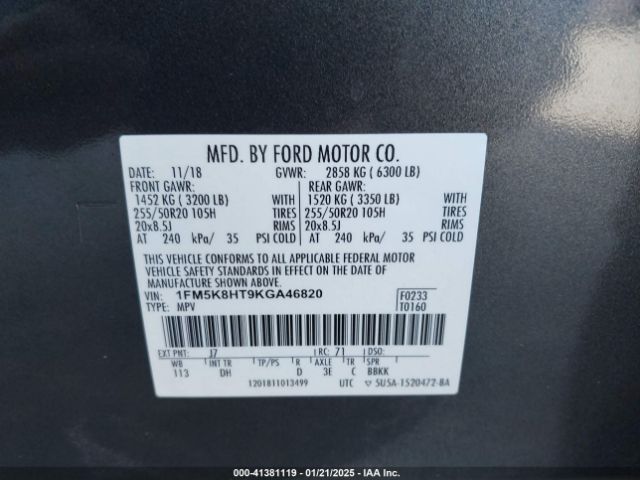 MFD. BY FORD MOTOR CO.
DATE: 11/18 GVWR: 2858 KG ( 6300 LB)
FRONT GAWR: REAR GAWR:
1452 KG ( 3200 LB) WITH 1520 KG ( 3350 LB) WITH
255/50R20 105H TIRES 255/50R20 105H TIRES
20x8.5J RIMS 20x8.5J RIMS
AT 240 kPa/ 35 PSI COLD AT 240 kPa/ 35 PSI COLD
THIS VEHICLE CONFORMS TO ALL APPLICABLE FEDERAL MOTOR
VEHICLE SAFETY STANDARDS IN EFFECT ON THE DATE OF MANUFACTURE
SHOWN ABOVE.
VIN: 1FM5K8HT9KGA46820 F0233
TYPE: MPV T0160
EXT PNT: J7 RC: 71 DSO:
WB INT TR TP/PS R AXLE TR SPR
113 DH D 3E C BBKK
1201811013499 UTC ▽ 5U5A-1520472-BA
000-41381119 - 01/21/2025 - IAA Inc.